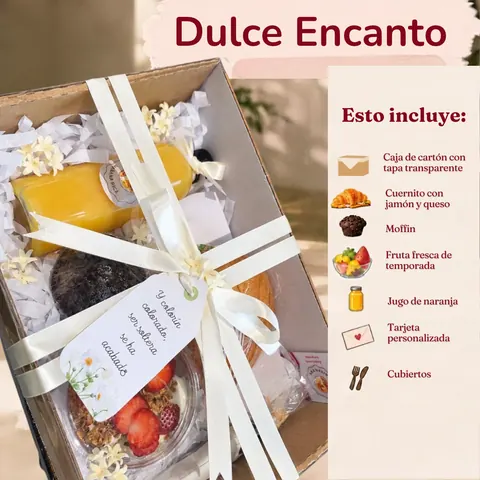 Dulce Encanto
Esto incluye:
Caja de cartón con
tapa transparente
Cuernito con
jamón y queso
Moffin
Fruta fresca de
temporada
Jugo de naranja
Tarjeta
personalizada
Cubiertos
Y colorín
colorado,
ser soltera
se ha
acabado